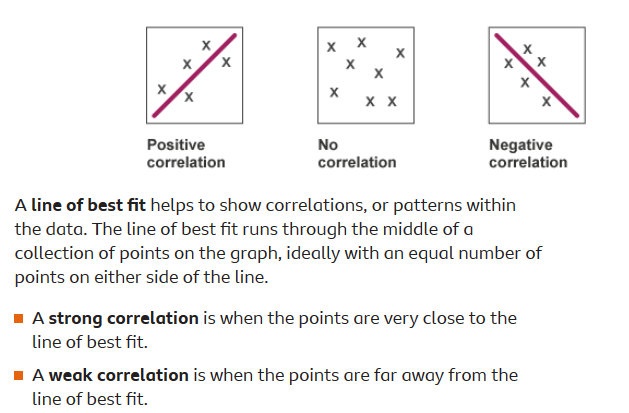 Positive
correlation
No
correlation
Negative
correlation
A line of best fit helps to show correlations, or patterns within
the data. The line of best fit runs through the middle of a
collection of points on the graph, ideally with an equal number of
points on either side of the line.
A strong correlation is when the points are very close to the
line of best fit.
A weak correlation is when the points are far away from the
line of best fit.